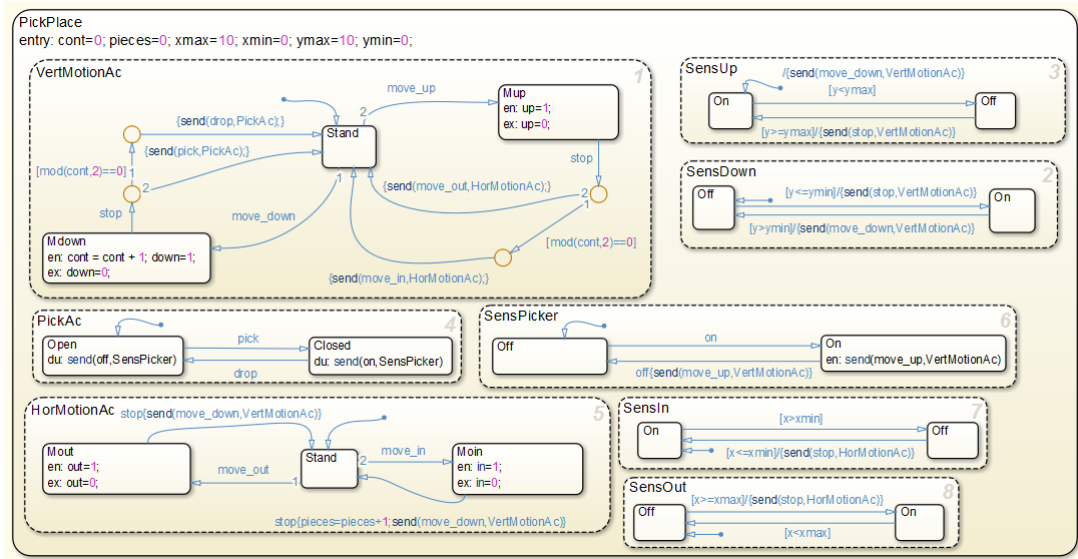 PickPlace
entry: cont=0; pieces=0; xmax=10; xmin=0; ymax=10; ymin=0;
VertMotionAc
1
move_up
Mup
en: up=1;
ex: up=0;
{send(drop,PickAc);}
2
Stand
{send(pick,PickAc);}
stop
[mod(cont,2)==0]
1
2
1
{send(move_out,HorMotionAc);}
2
1
stop
move_down
[mod(cont,2)==0]
Mdown
en: cont = cont + 1; down=1;
ex: down=0;
{send(move_in,HorMotionAc);}
SensUp
3
/{send(move_down,VertMotionAc)}
[y<ymax]
On
Off
[y>=ymax]/{send(stop,VertMotionAc)}
SensDown
2
Off
[y<=ymin]/{send(stop,VertMotionAc)}
On
[y>ymin]/{send(move_down,VertMotionAc)}
PickAc
4
Open
du: send(off,SensPicker)
pick
Closed
du: send(on,SensPicker)
drop
SensPicker
6
Off
on
On
en: send(move_up,VertMotionAc)
off{send(move_up,VertMotionAc)}
HorMotionAc
5
stop{send(move_down,VertMotionAc)}
Mout
en: out=1;
ex: out=0;
move_out
1
Stand
2
move_in
Moin
en: in=1;
ex: in=0;
stop{pieces=pieces+1;send(move_down,VertMotionAc)}
SensIn
7
On
[x>xmin]
Off
[x<=xmin]/{send(stop,HorMotionAc)}
SensOut
8
[x>=xmax]/{send(stop,HorMotionAc)}
Off
On
[x<xmax]